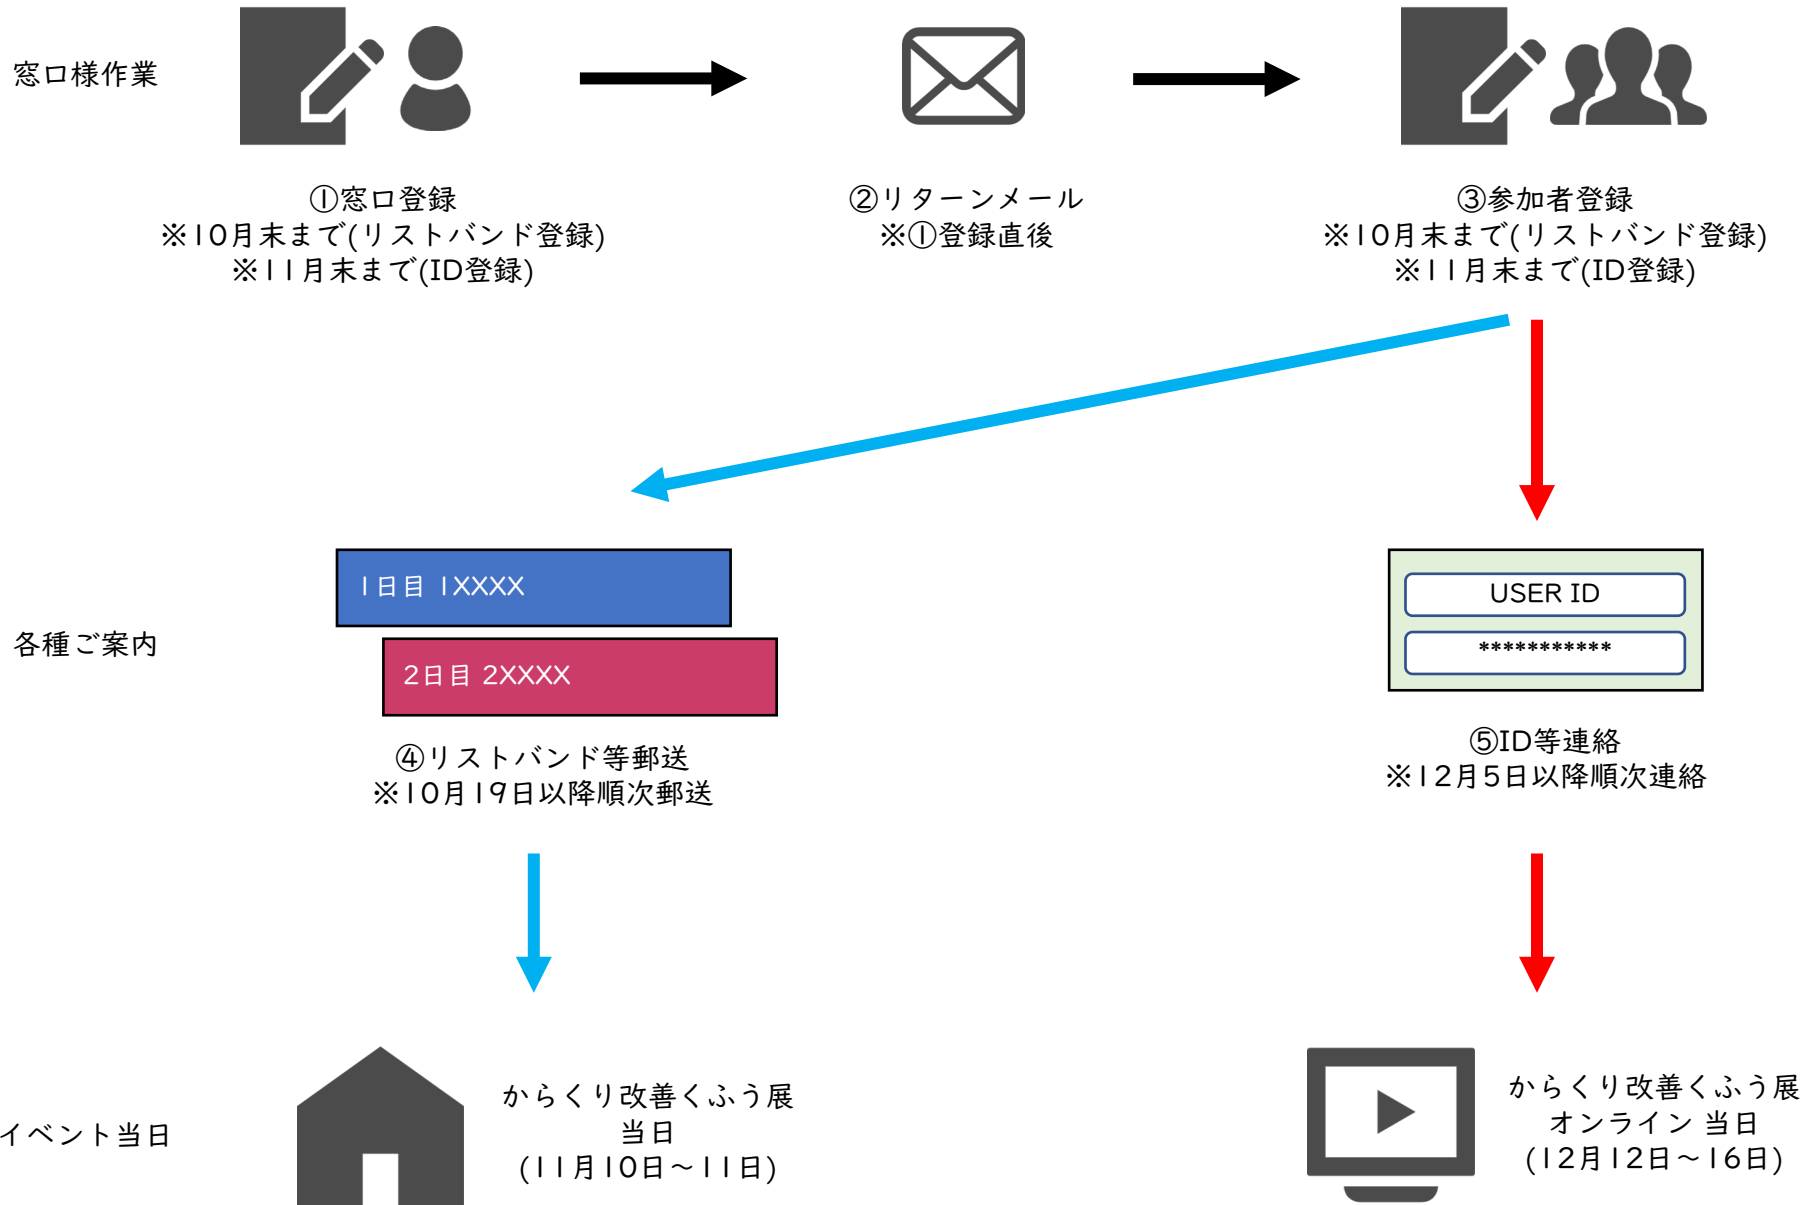 窓口様作業
①窓口登録
※10月末まで(リストバンド登録)
※11月末まで(ID登録)
②リターンメール
※①登録直後
③参加者登録
※10月末まで(リストバンド登録)
※11月末まで(ID登録)
各種ご案内
1日目 1XXXX
2日目 2XXXX
④リストバンド等郵送
※10月19日以降順次郵送
USER ID
***********
⑤ID等連絡
※12月5日以降順次連絡
イベント当日
からくり改善くふう展
当日
(11月10日～11日)
からくり改善くふう展
オンライン 当日
(12月12日～16日)